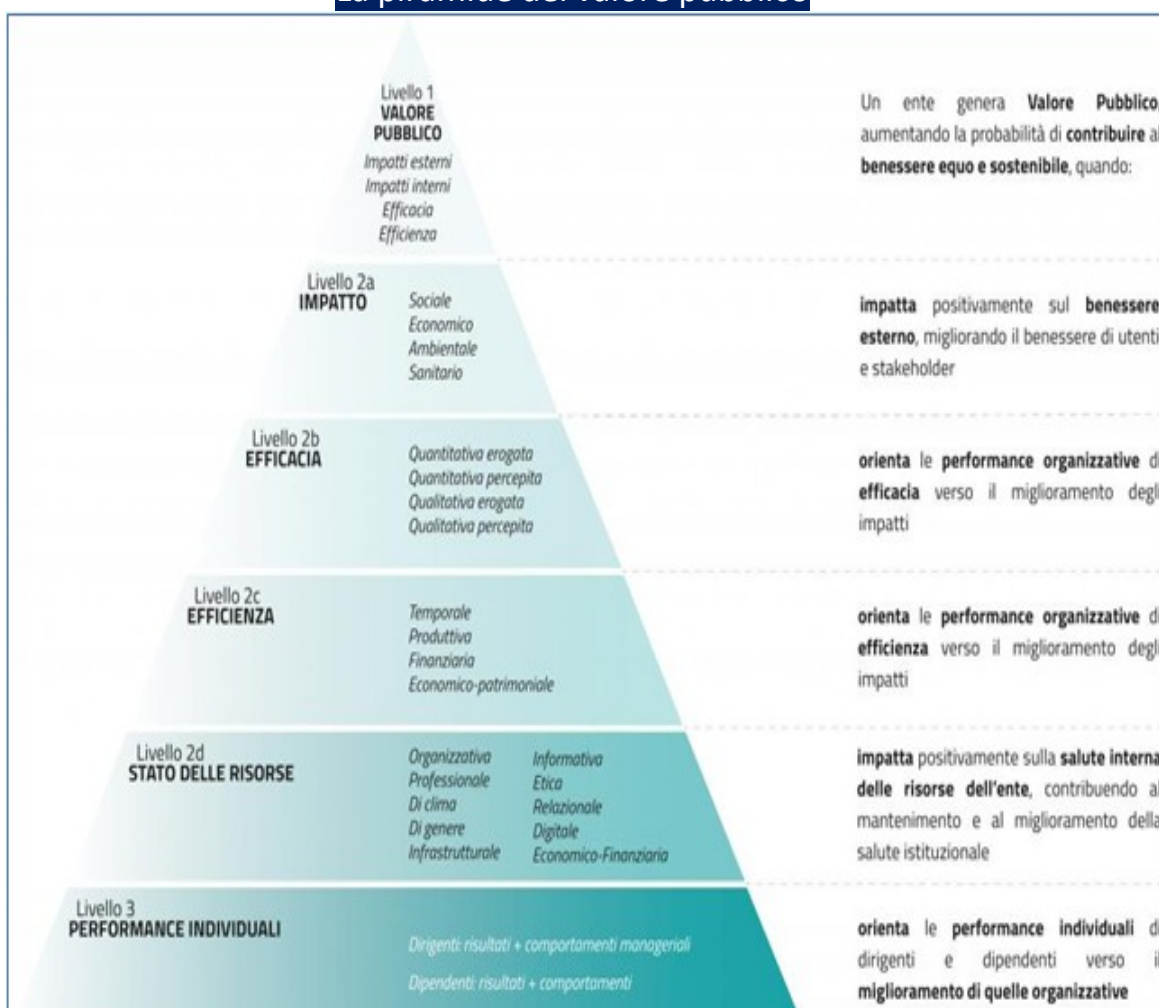 La piramide del valore pubblico
Livello 1
VALORE
PUBBLICO
Impatti esterni
Impatti interni
Efficacia
Efficienza
Un ente genera Valore Pubblico,
aumentando la probabilità di contribuire al
benessere equo e sostenibile, quando:
Livello 2a
IMPATTO
Sociale
Economico
Ambientale
Sanitario
impatta positivamente sul benessere
esterno, migliorando il benessere di utenti
e stakeholder
Livello 2b
EFFICACIA
Quantitativa erogata
Quantitativa percepita
Qualitativa erogata
Qualitativa percepita
orienta le performance organizzative di
efficacia verso il miglioramento degli
impatti
Livello 2c
EFFICIENZA
Temporale
Produttiva
Finanziaria
Economico-patrimoniale
orienta le performance organizzative di
efficienza verso il miglioramento degli
impatti
Livello 2d
STATO DELLE RISORSE
Organizzativa
Professionale
Di clima
Di genere
Infrastrutturale
Informativa
Etica
Relazionale
Digitale
Economico-Finanziaria
impatta positivamente sulla salute interna
delle risorse dell'ente, contribuendo al
mantenimento e al miglioramento della
salute istituzionale
Livello 3
PERFORMANCE INDIVIDUALI
Dirigenti: risultati + comportamenti manageriali
Dipendenti: risultati + comportamenti
orienta le performance individuali di
dirigenti e dipendenti verso il
miglioramento di quelle organizzative